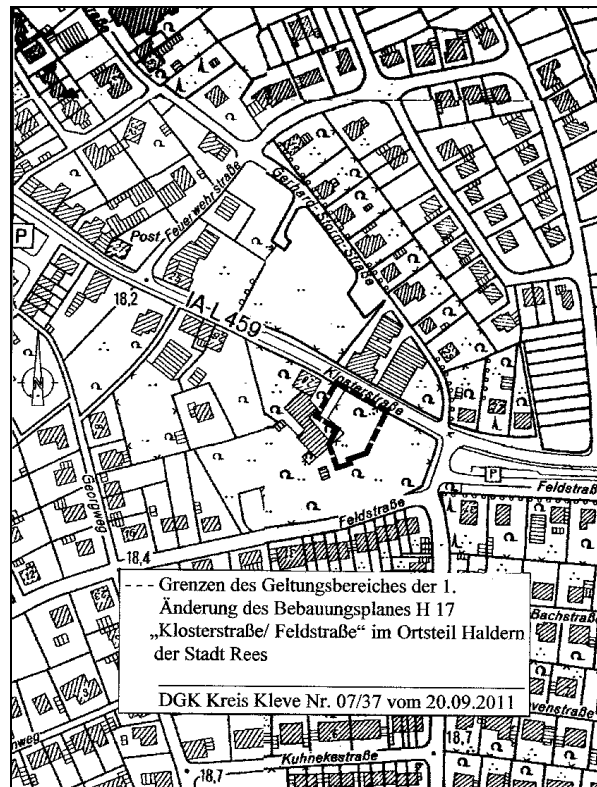 Post
Feuerwehrstraße
Gerhard-Storm-Straße
P
18,2
IA-L 459
Klosterstraße
N
P
Feldstraße
Georgweg
Feldstraße
18,4
--- Grenzen des Geltungsbereiches der 1.
Änderung des Bebauungsplanes H 17
„Klosterstraße/ Feldstraße“ im Ortsteil Haldern
der Stadt Rees
DGK Kreis Kleve Nr. 07/37 vom 20.09.2011
Bachstraße
venstraße
18,7
Kuhnekestraße
18,7